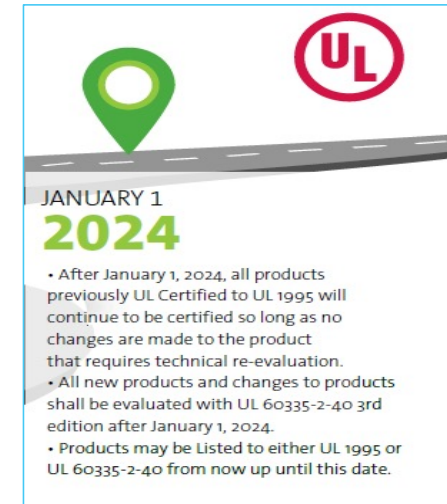 UL
JANUARY 1
2024
• After January 1, 2024, all products
previously UL Certified to UL 1995 will
continue to be certified so long as no
changes are made to the product
that requires technical re-evaluation.
• All new products and changes to products
shall be evaluated with UL 60335-2-40 3rd
edition after January 1, 2024.
• Products may be Listed to either UL 1995 or
UL 60335-2-40 from now up until this date.